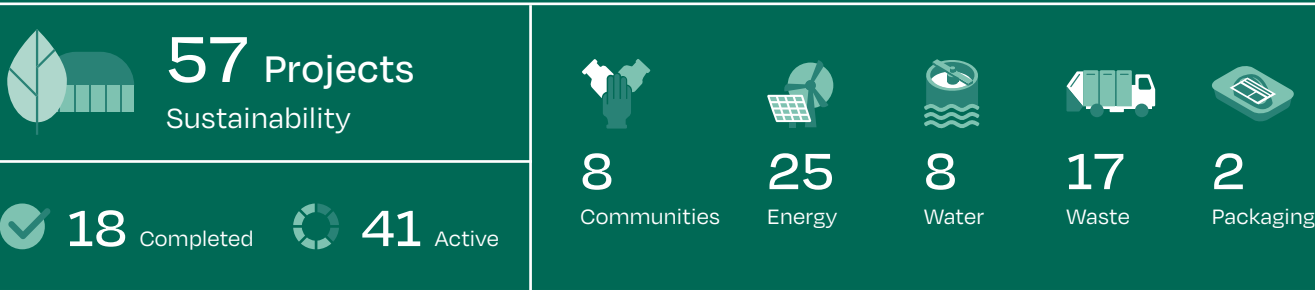 57 Projects
Sustainability
18 Completed
41 Active
8
Communities
25
Energy
8
Water
17
Waste
2
Packaging